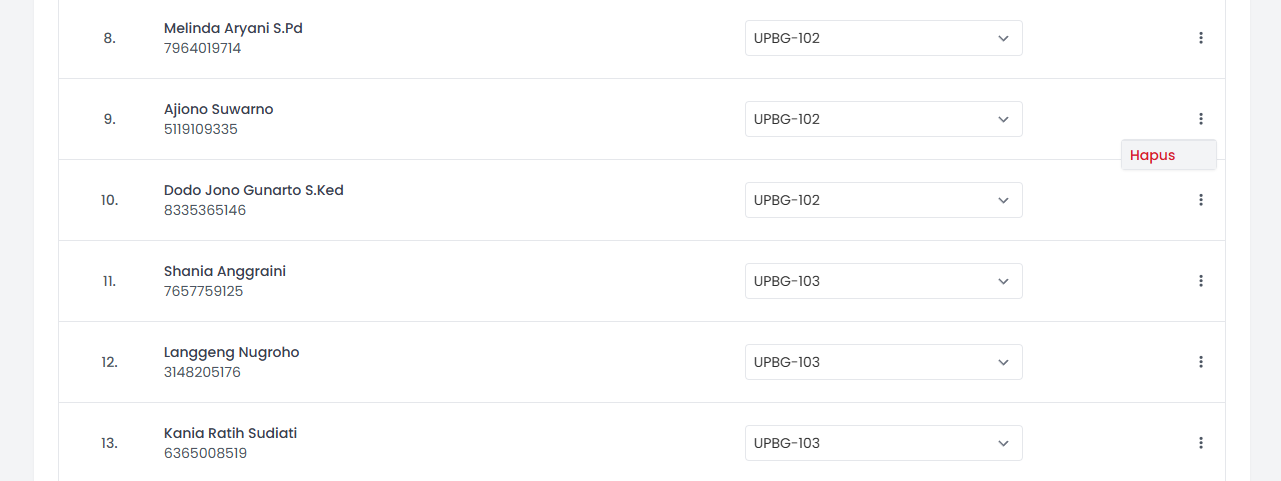 8.
Melinda Aryani S.Pd
7964019714
UPBG-102
9.
Ajiono Suwarno
5119109335
UPBG-102
Hapus
10.
Dodo Jono Gunarto S.Ked
8335365146
UPBG-102
11.
Shania Anggraini
7657759125
UPBG-103
12.
Langgeng Nugroho
3148205176
UPBG-103
13.
Kania Ratih Sudiati
6365008519
UPBG-103